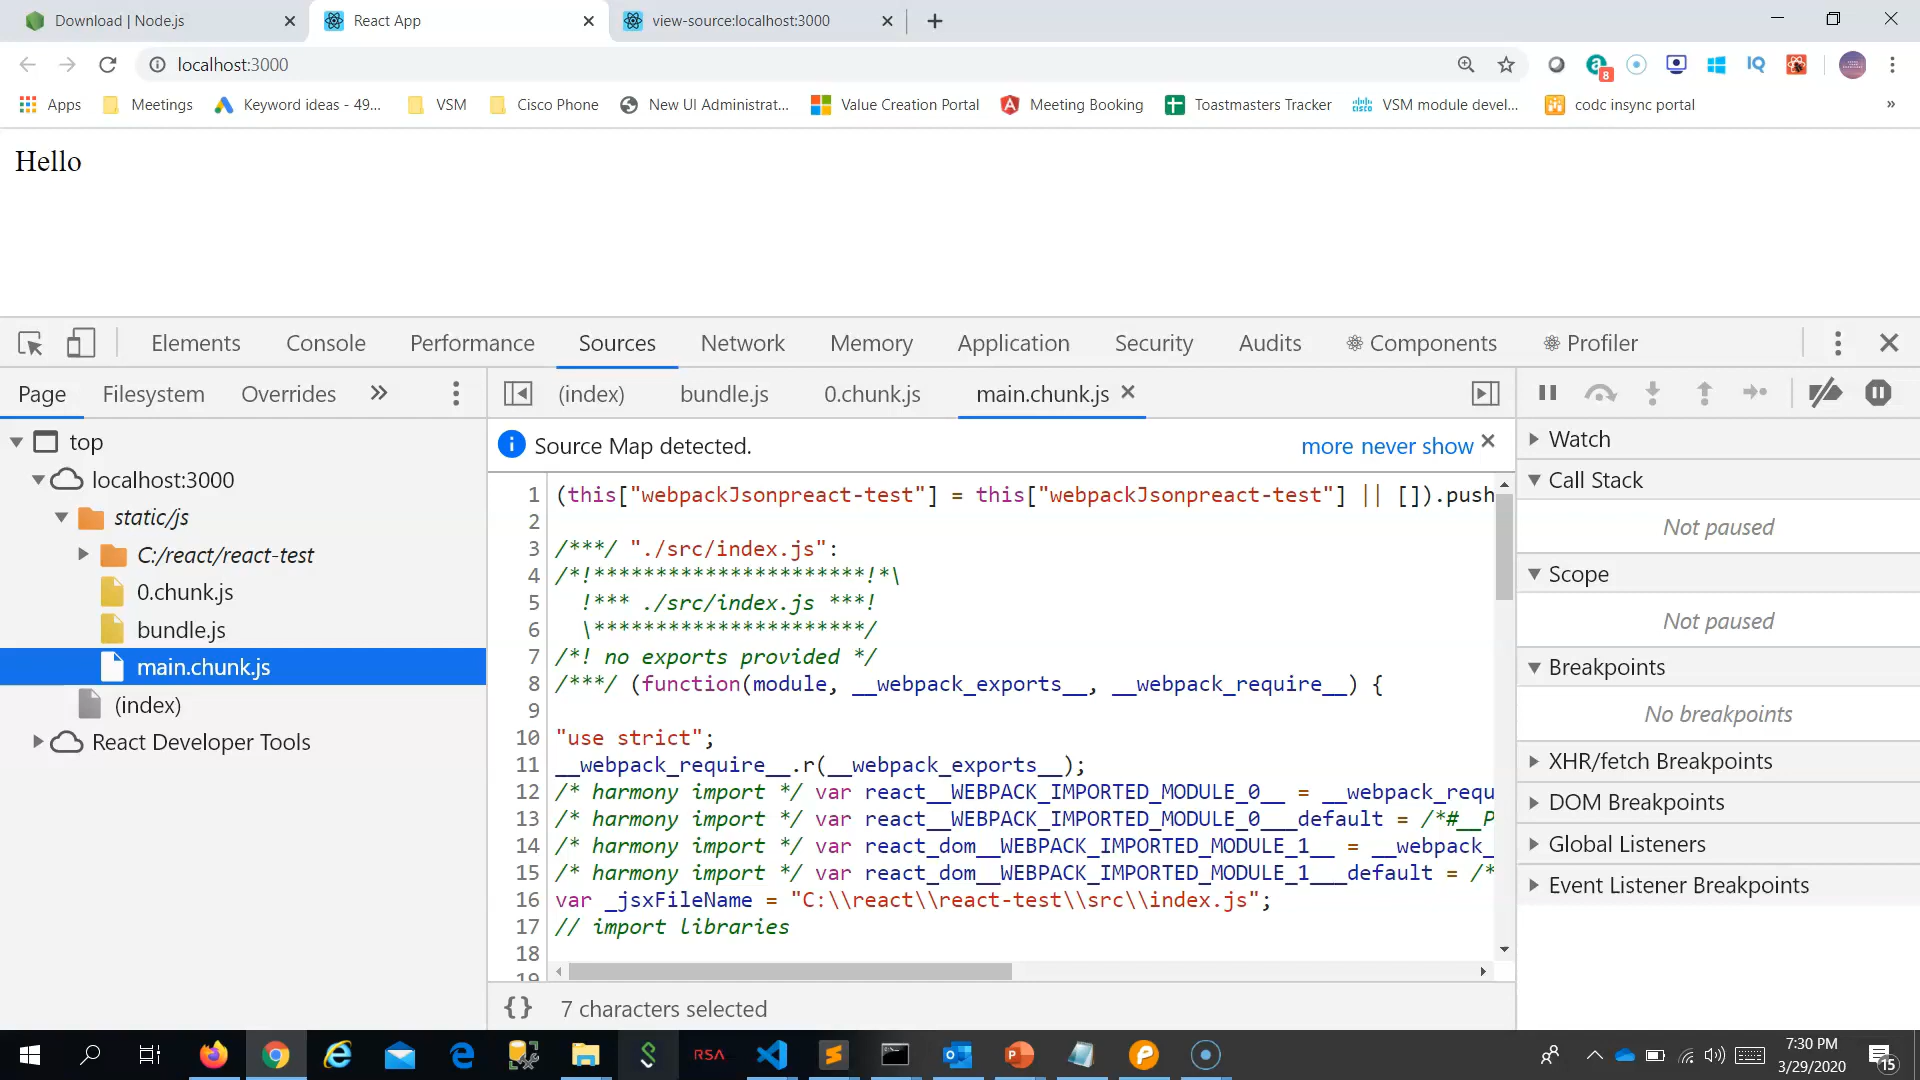 Download | Node.js
React App
view-source:localhost:3000
localhost:3000
8
IQ
Apps
Meetings
Keyword ideas - 49...
VSM
Cisco Phone
New UI Administrat...
Value Creation Portal
Meeting Booking
Toastmasters Tracker
cisco
VSM module devel...
codc insync portal
»
Hello
Elements
Console
Performance
Sources
Network
Memory
Application
Security
Audits
Components
Profiler
Page
Filesystem
Overrides
»
(index)
bundle.js
0.chunk.js
main.chunk.js
top
localhost:3000
static/js
C:/react/react-test
0.chunk.js
bundle.js
main.chunk.js
(index)
React Developer Tools
Source Map detected.
more never show
1 (this["webpackJsonpreact-test"] = this["webpackJsonpreact-test"] || []).push
2
3 /***/ "./src/index.js":
4 /*!**********************!*\
5   !*** ./src/index.js ***!
6   \**********************/
7 /*! no exports provided */
8 /***/ (function(module, __webpack_exports__, __webpack_require__) {
9
10 "use strict";
11 __webpack_require__.r(__webpack_exports__);
12 /* harmony import */ var react__WEBPACK_IMPORTED_MODULE_0__ = __webpack_requ
13 /* harmony import */ var react__WEBPACK_IMPORTED_MODULE_0___default = /*#__P
14 /* harmony import */ var react_dom__WEBPACK_IMPORTED_MODULE_1__ = __webpack_
15 /* harmony import */ var react_dom__WEBPACK_IMPORTED_MODULE_1___default = /*
16 var _jsxFileName = "C:\\react\\react-test\\src\\index.js";
17 // import libraries
18
19
{} 7 characters selected
Watch
Call Stack
Not paused
Scope
Not paused
Breakpoints
No breakpoints
XHR/fetch Breakpoints
DOM Breakpoints
Global Listeners
Event Listener Breakpoints
RSA
7:30 PM
3/29/2020
15